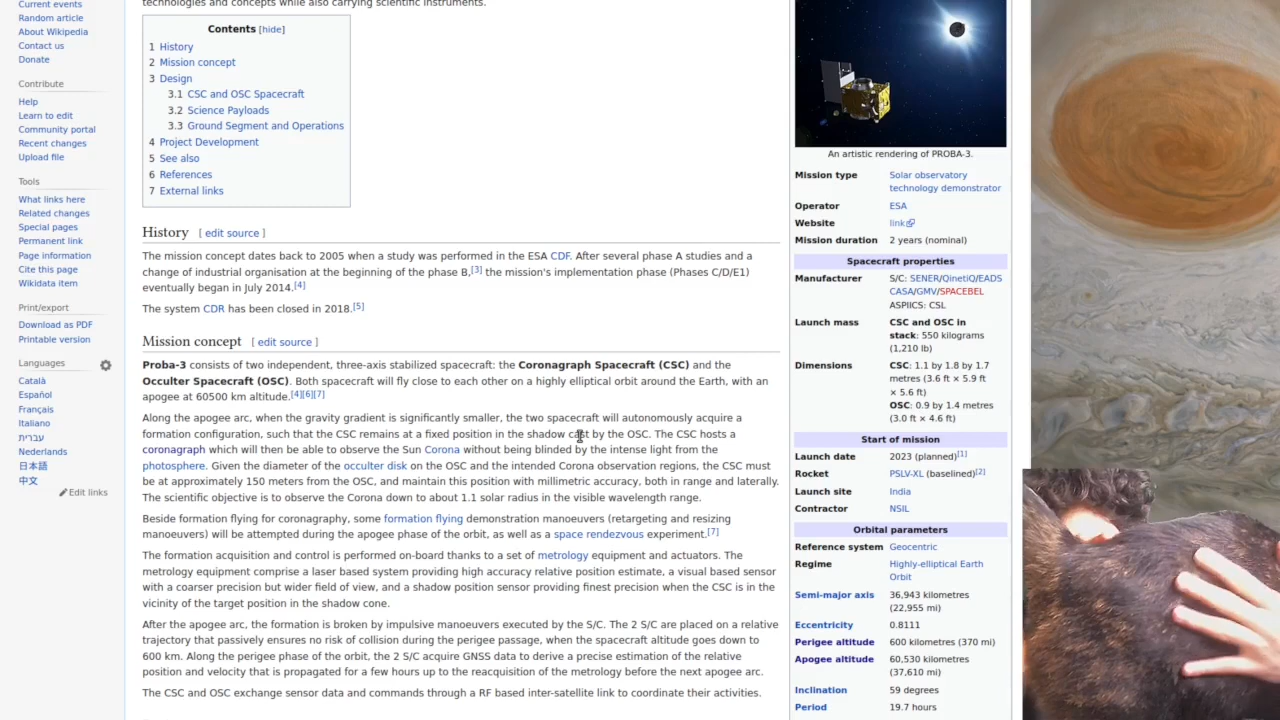 Current events
Random article
About Wikipedia
Contact us
Donate
Contribute
Help
Learn to edit
Community portal
Recent changes
Upload file
Tools
What links here
Related changes
Special pages
Permanent link
Page information
Cite this page
Wikidata item
Print/export
Download as PDF
Printable version
Languages
Català
Español
Français
Italiano
עברית
Nederlands
日本語
中文
Edit links
technologies and concepts while also carrying scientific instruments.
Contents [hide]
1 History
2 Mission concept
3 Design
3.1 CSC and OSC Spacecraft
3.2 Science Payloads
3.3 Ground Segment and Operations
4 Project Development
5 See also
6 References
7 External links
History [ edit source ]
The mission concept dates back to 2005 when a study was performed in the ESA CDF. After several phase A studies and a
change of industrial organisation at the beginning of the phase B,[3] the mission's implementation phase (Phases C/D/E1)
eventually began in July 2014.[4]
The system CDR has been closed in 2018.[5]
Mission concept [ edit source ]
Proba-3 consists of two independent, three-axis stabilized spacecraft: the Coronagraph Spacecraft (CSC) and the
Occulter Spacecraft (OSC). Both spacecraft will fly close to each other on a highly elliptical orbit around the Earth, with an
apogee at 60500 km altitude.[4][6][7]
Along the apogee arc, when the gravity gradient is significantly smaller, the two spacecraft will autonomously acquire a
formation configuration, such that the CSC remains at a fixed position in the shadow cast by the OSC. The CSC hosts a
coronagraph which will then be able to observe the Sun Corona without being blinded by the intense light from the
photosphere. Given the diameter of the occulter disk on the OSC and the intended Corona observation regions, the CSC must
be at approximately 150 meters from the OSC, and maintain this position with millimetric accuracy, both in range and laterally.
The scientific objective is to observe the Corona down to about 1.1 solar radius in the visible wavelength range.
Beside formation flying for coronagraphy, some formation flying demonstration manoeuvers (retargeting and resizing
manoeuvers) will be attempted during the apogee phase of the orbit, as well as a space rendezvous experiment.[7]
The formation acquisition and control is performed on-board thanks to a set of metrology equipment and actuators. The
metrology equipment comprise a laser based system providing high accuracy relative position estimate, a visual based sensor
with a coarser precision but wider field of view, and a shadow position sensor providing finest precision when the CSC is in the
vicinity of the target position in the shadow cone.
After the apogee arc, the formation is broken by impulsive manoeuvers executed by the S/C. The 2 S/C are placed on a relative
trajectory that passively ensures no risk of collision during the perigee passage, when the spacecraft altitude goes down to
600 km. Along the perigee phase of the orbit, the 2 S/C acquire GNSS data to derive a precise estimation of the relative
position and velocity that is propagated for a few hours up to the reacquisition of the metrology before the next apogee arc.
The CSC and OSC exchange sensor data and commands through a RF based inter-satellite link to coordinate their activities.
An artistic rendering of PROBA-3.
Mission type Solar observatory
technology demonstrator
Operator ESA
Website link
Mission duration 2 years (nominal)
Spacecraft properties
Manufacturer S/C: SENER/QinetiQ/EADS
CASA/GMV/SPACEBEL
ASPIICS: CSL
Launch mass CSC and OSC in
stack: 550 kilograms
(1,210 lb)
Dimensions CSC: 1.1 by 1.8 by 1.7
metres (3.6 ft × 5.9 ft
× 5.6 ft)
OSC: 0.9 by 1.4 metres
(3.0 ft × 4.6 ft)
Start of mission
Launch date 2023 (planned)[1]
Rocket PSLV-XL (baselined)[2]
Launch site India
Contractor NSIL
Orbital parameters
Reference system Geocentric
Regime Highly-elliptical Earth
Orbit
Semi-major axis 36,943 kilometres
(22,955 mi)
Eccentricity 0.8111
Perigee altitude 600 kilometres (370 mi)
Apogee altitude 60,530 kilometres
(37,610 mi)
Inclination 59 degrees
Period 19.7 hours